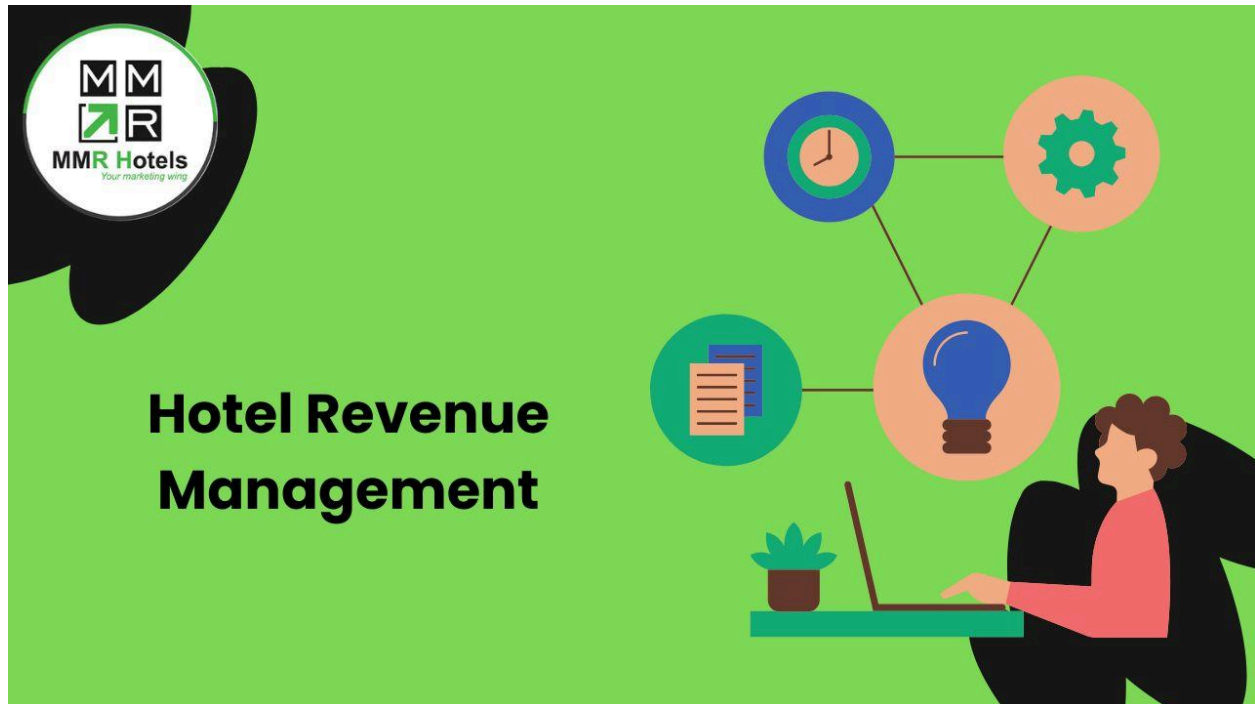 MM
R
MMR Hotels
Your marketing wing
Hotel Revenue
Management